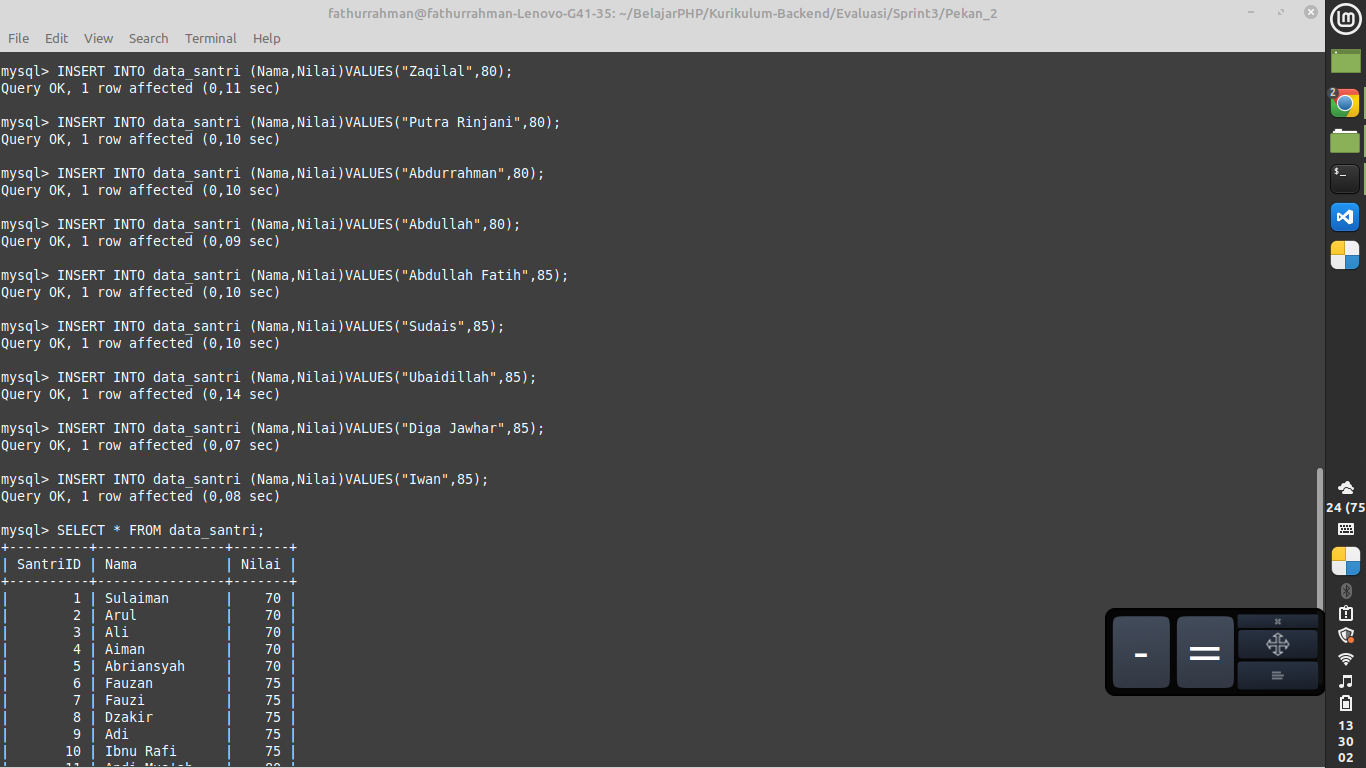 fathurrahman@fathurrahman-Lenovo-G41-35: ~/BelajarPHP/Kurikulum-Backend/Evaluasi/Sprint3/Pekan_2
File Edit View Search Terminal Help
mysql> INSERT INTO data_santri (Nama,Nilai)VALUES("Zaqilal",80);
Query OK, 1 row affected (0,11 sec)
mysql> INSERT INTO data_santri (Nama,Nilai)VALUES("Putra Rinjani",80);
Query OK, 1 row affected (0,10 sec)
mysql> INSERT INTO data_santri (Nama,Nilai)VALUES("Abdurrahman",80);
Query OK, 1 row affected (0,10 sec)
mysql> INSERT INTO data_santri (Nama,Nilai)VALUES("Abdullah",80);
Query OK, 1 row affected (0,09 sec)
mysql> INSERT INTO data_santri (Nama,Nilai)VALUES("Abdullah Fatih",85);
Query OK, 1 row affected (0,10 sec)
mysql> INSERT INTO data_santri (Nama,Nilai)VALUES("Sudais",85);
Query OK, 1 row affected (0,10 sec)
mysql> INSERT INTO data_santri (Nama,Nilai)VALUES("Ubaidillah",85);
Query OK, 1 row affected (0,14 sec)
mysql> INSERT INTO data_santri (Nama,Nilai)VALUES("Diga Jawhar",85);
Query OK, 1 row affected (0,07 sec)
mysql> INSERT INTO data_santri (Nama,Nilai)VALUES("Iwan",85);
Query OK, 1 row affected (0,08 sec)
mysql> SELECT * FROM data_santri;
+----------+----------------+-------+
| SantriID | Nama           | Nilai |
+----------+----------------+-------+
|        1 | Sulaiman       |    70 |
|        2 | Arul           |    70 |
|        3 | Ali            |    70 |
|        4 | Aiman          |    70 |
|        5 | Abriansyah     |    70 |
|        6 | Fauzan         |    75 |
|        7 | Fauzi          |    75 |
|        8 | Dzakir         |    75 |
|        9 | Adi            |    75 |
|       10 | Ibnu Rafi      |    75 |
- =
2
$_
24 (75
13
30
02